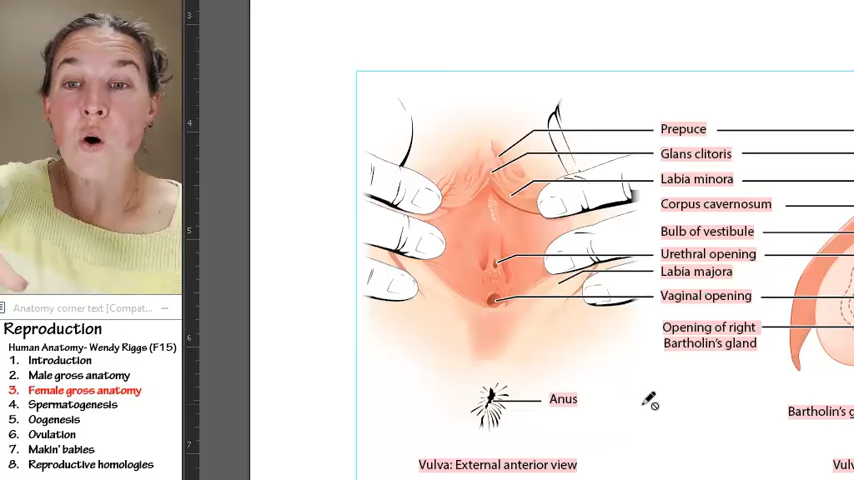 3
4
5
6
7
Anatomy corner text [Compat...
Reproduction
Human Anatomy- Wendy Riggs (F15)
1. Introduction
2. Male gross anatomy
3. Female gross anatomy
4. Spermatogenesis
5. Oogenesis
6. Ovulation
7. Makin' babies
8. Reproductive homologies
Prepuce
Glans clitoris
Labia minora
Corpus cavernosum
Bulb of vestibule
Urethral opening
Labia majora
Vaginal opening
Opening of right
Bartholin's gland
Anus
Bartholin's g
Vulva: External anterior view
Vulv